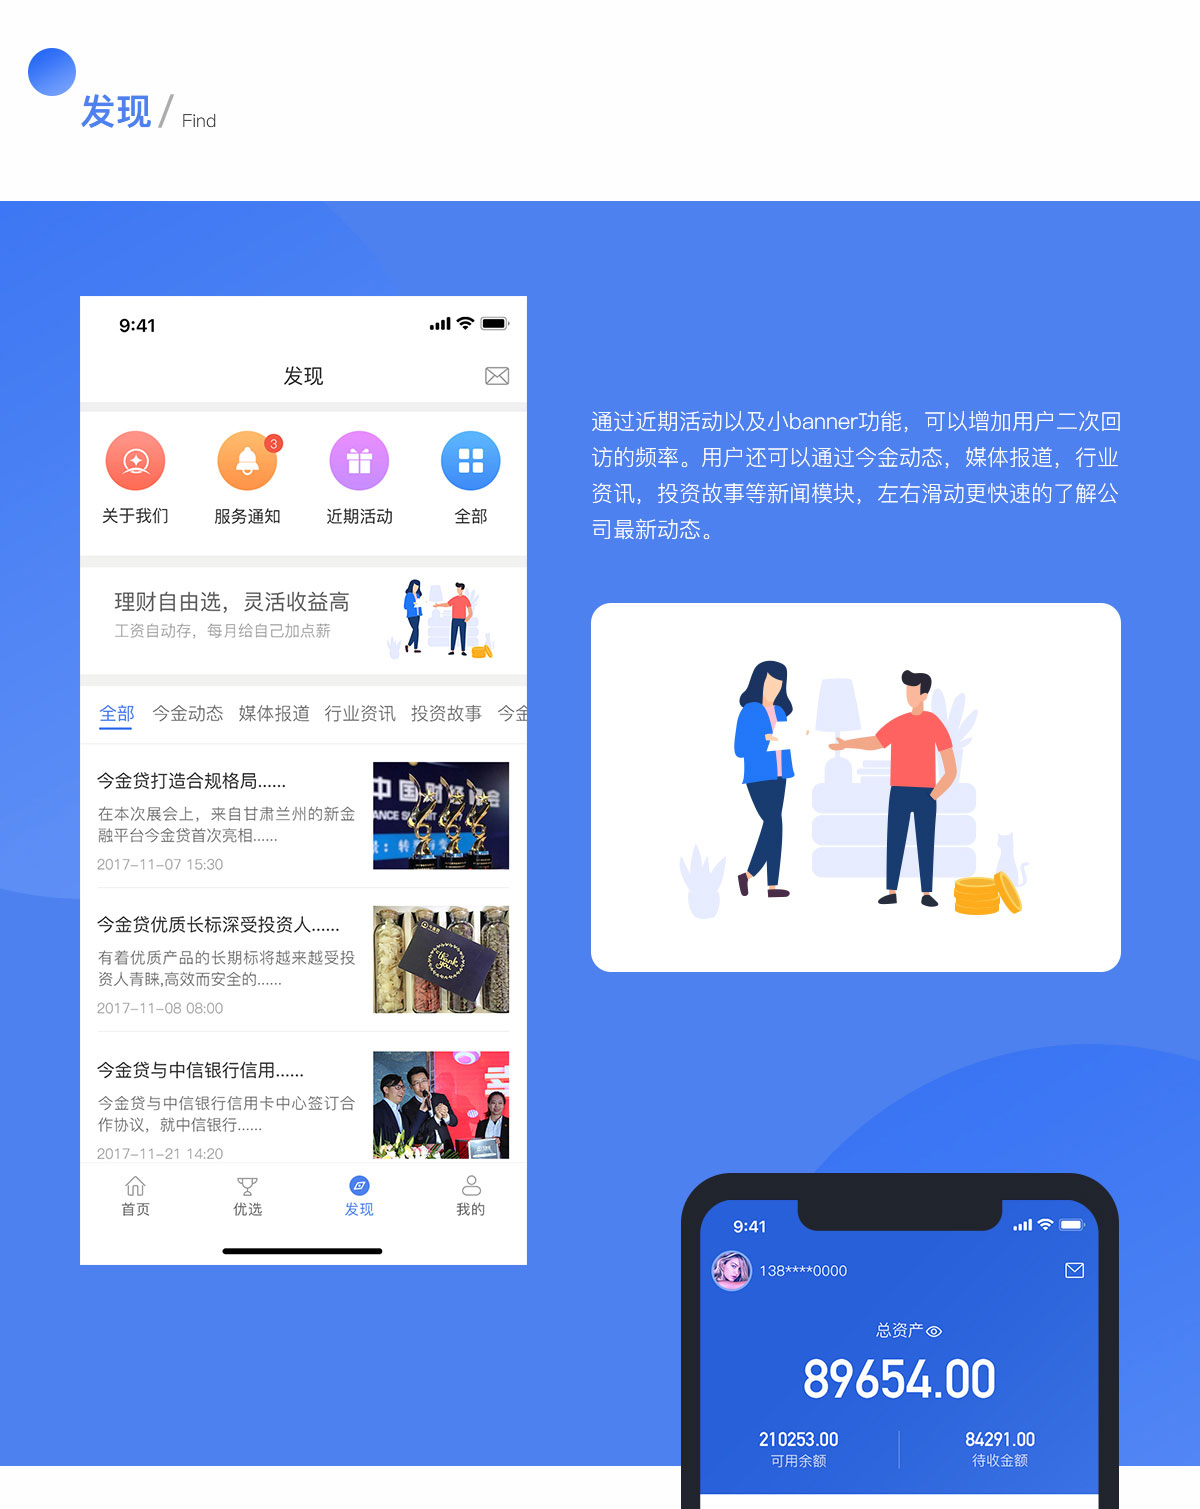 发现 / Find
9:41
发现
3
关于我们 服务通知 近期活动 全部
理财自由选，灵活收益高
工资自动存，每月给自己加点薪
全部 今金动态 媒体报道 行业资讯 投资故事 今金
今金贷打造合规格局......
在本次展会上，来自甘肃兰州的新金
融平台今金贷首次亮相......
2017-11-07 15:30
今金贷优质长标深受投资人......
有着优质产品的长期标将越来越受投
资人青睐,高效而安全的......
2017-11-08 08:00
thank you
今金贷与中信银行信用......
今金贷与中信银行信用卡中心签订合
作协议，就中信银行......
2017-11-21 14:20
首页 优选 发现 我的
通过近期活动以及小banner功能，可以增加用户二次回
访的频率。用户还可以通过今金动态，媒体报道，行业
资讯，投资故事等新闻模块，左右滑动更快速的了解公
司最新动态。
9:41
138****0000
总资产
89654.00
210253.00 84291.00
可用余额 待收金额